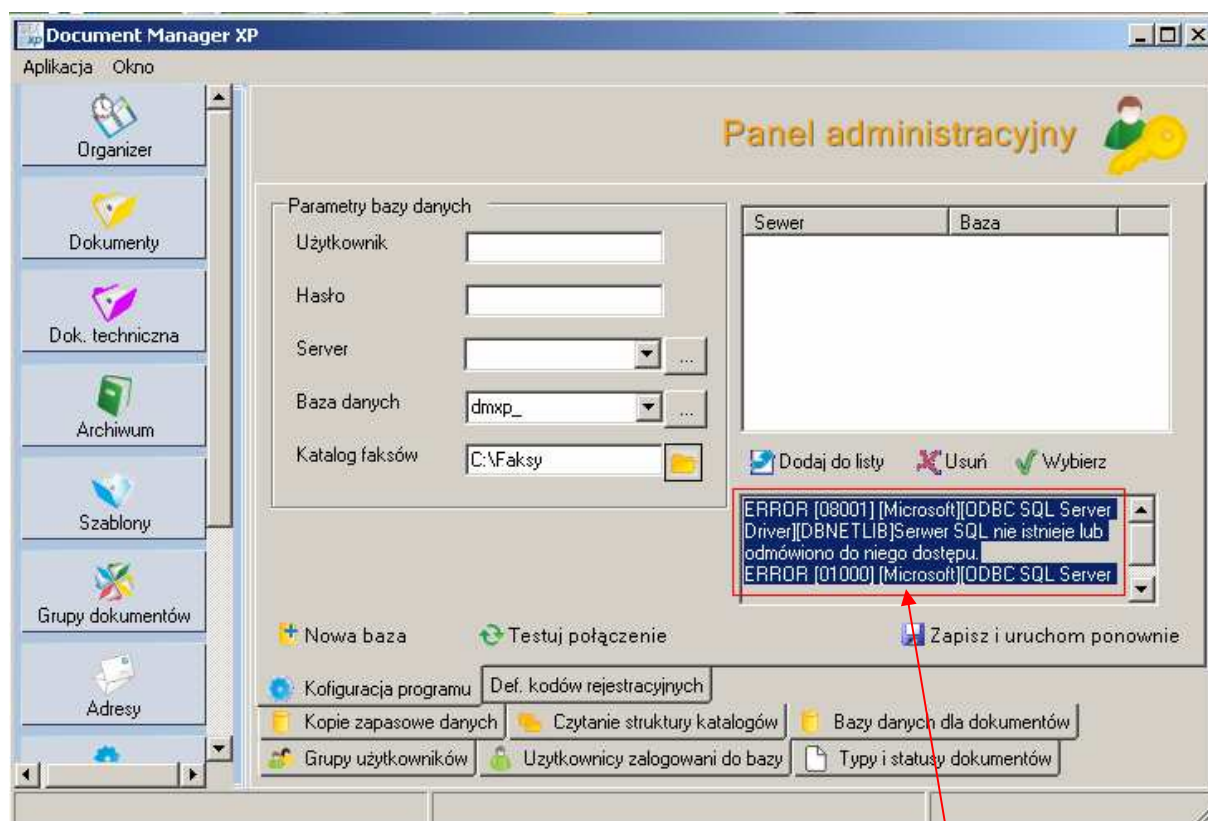 Document Manager XP
Aplikacja Okno
Organizer
Dokumenty
Dok. techniczna
Archiwum
Szablony
Grupy dokumentów
Adresy
Panel administracyjny
Parametry bazy danych
Użytkownik
Hasło
Server
Baza danych dmxp_
Katalog faksów C:\Faksy
Sewer Baza
Dodaj do listy Usuń Wybierz
ERROR [08001] [Microsoft][ODBC SQL Server
Driver][DBNETLIB]Serwer SQL nie istnieje lub
odmówiono do niego dostępu.
ERROR [01000] [Microsoft][ODBC SQL Server
Nowa baza Testuj połączenie Zapisz i uruchom ponownie
Kofiguracja programu Def. kodów rejestracyjnych
Kopie zapasowe danych Czytanie struktury katalogów Bazy danych dla dokumentów
Grupy użytkowników Uzytkownicy zalogowani do bazy Typy i statusy dokumentów